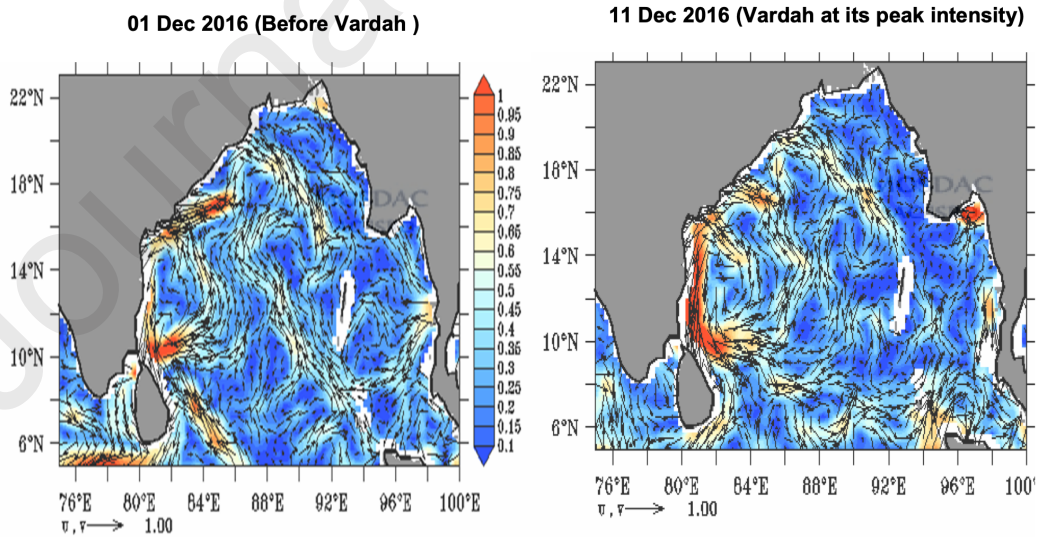 01 Dec 2016 (Before Vardah )
11 Dec 2016 (Vardah at its peak intensity)
22°N
18°N
14°N
10°N
6°N
76°E 80°E 84°E 88°E 92°E 96°E 100°E
U,V 1.00
1
0.95
0.9
0.85
0.8
0.75
0.7
0.65
0.6
0.55
0.5
0.45
0.4
0.35
0.3
0.25
0.2
0.15
0.1
DAC
22°N
18°N
14°N
10°N
6°N
76°E 80°E 84°E 88°E 92°E 96°E 100°
U,V 1.00
DAC